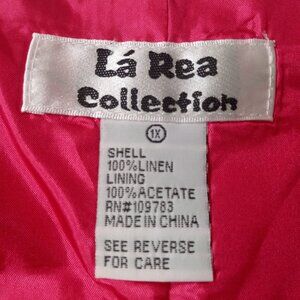 Lá Rea
Collection
1X
SHELL
100%LINEN
LINING
100%ACETATE
RN#109783
MADE IN CHINA
SEE REVERSE
FOR CARE